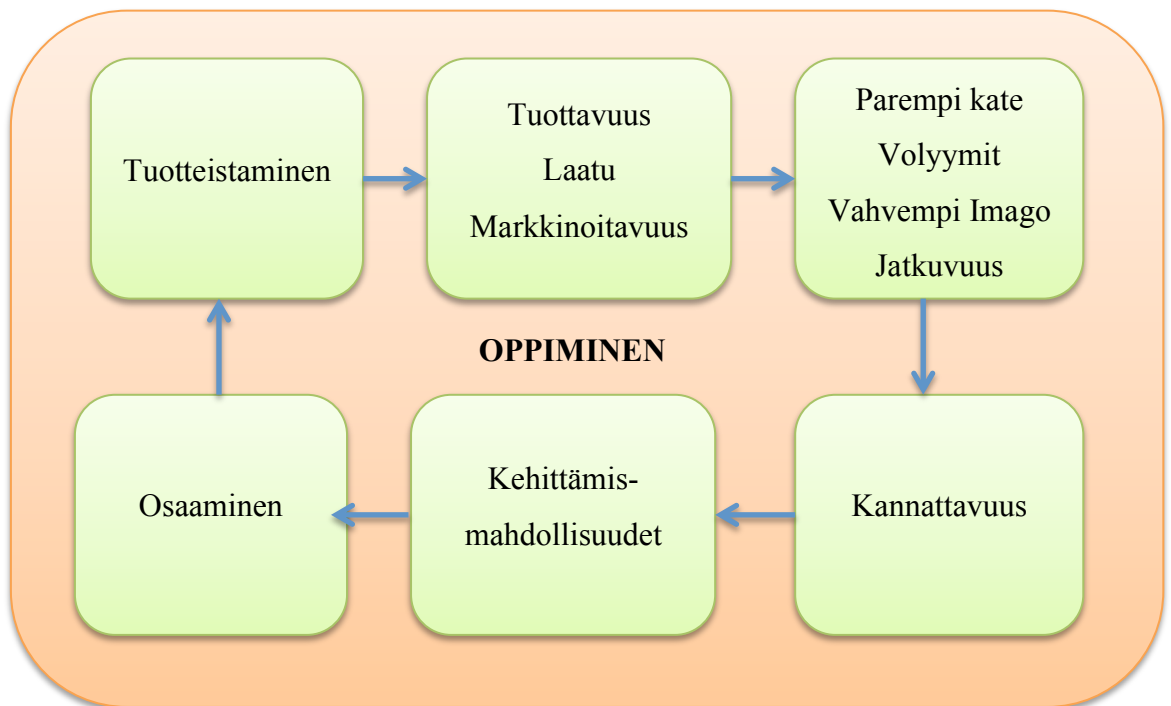 Tuotteistaminen
Tuottavuus
Laatu
Markkinoitavuus
Parempi kate
Volyymit
Vahvempi Imago
Jatkuvuus
OPPIMINEN
Osaaminen
Kehittämis-
mahdollisuudet
Kannattavuus